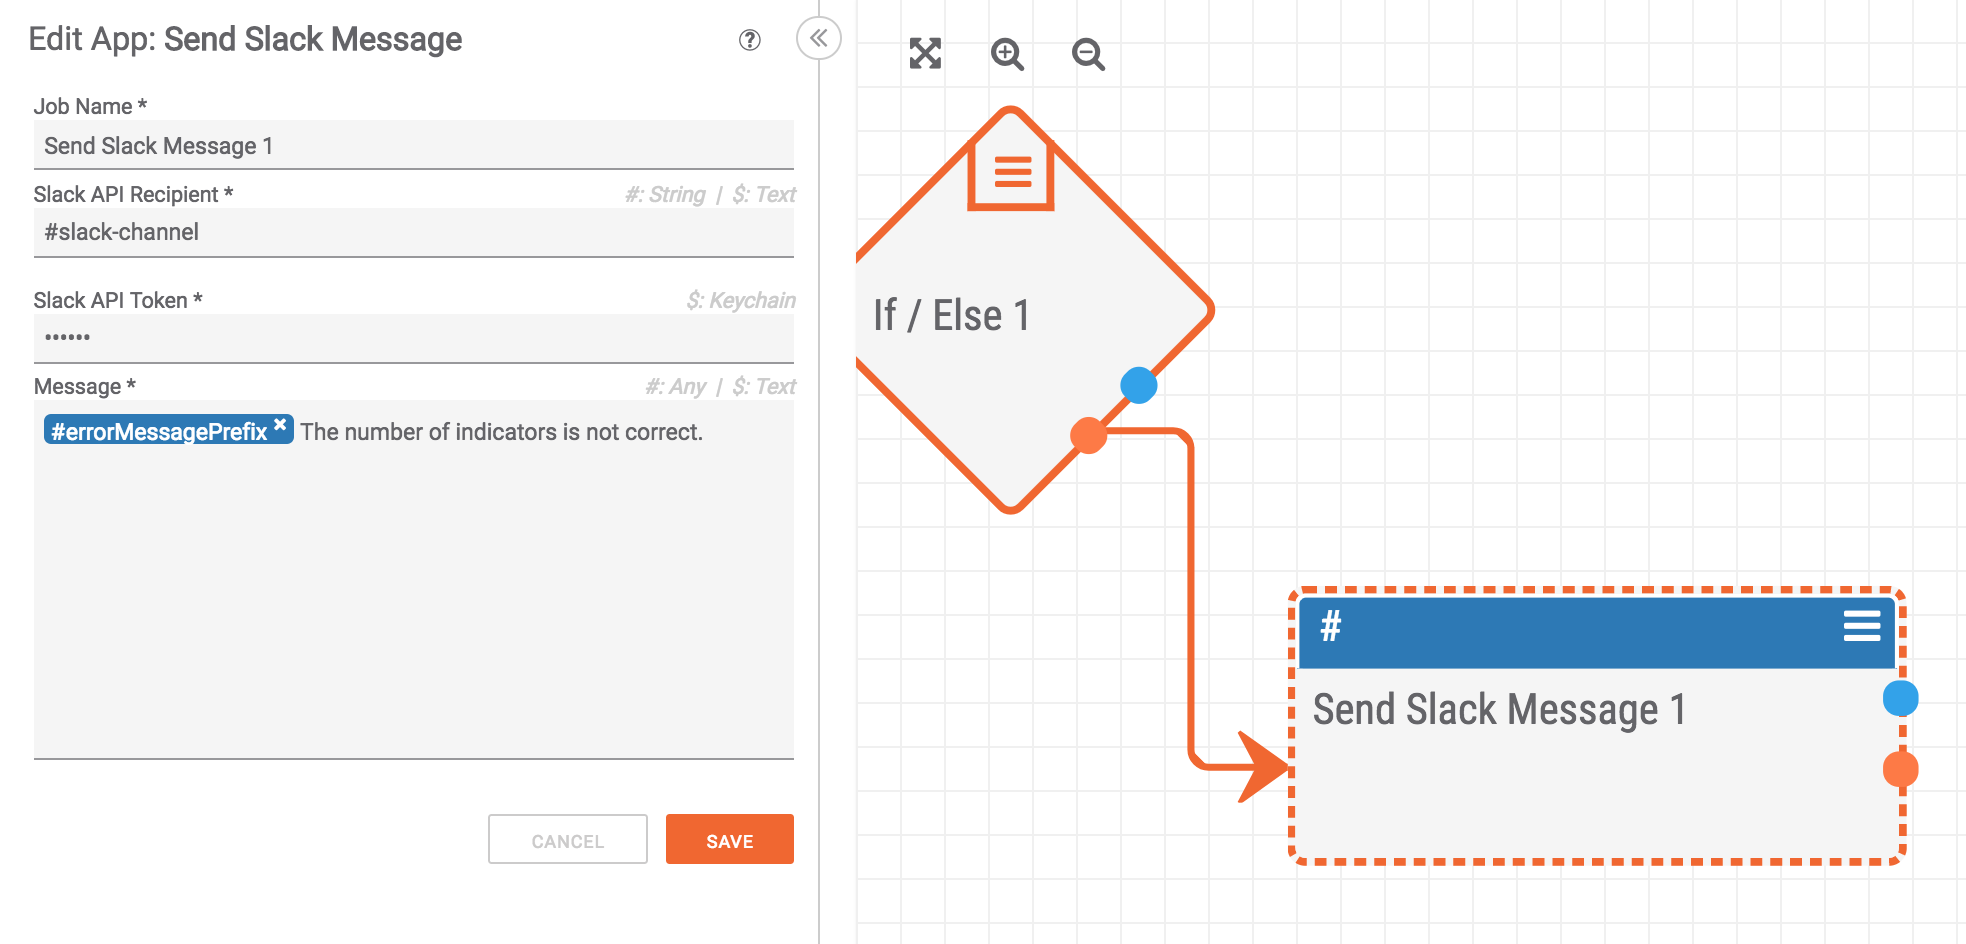 Edit App: Send Slack Message
Job Name *
Send Slack Message 1
Slack API Recipient *
#: String | $: Text
#slack-channel
Slack API Token *
$: Keychain
••••••
Message *
#: Any | $: Text
#errorMessagePrefix The number of indicators is not correct.
CANCEL
SAVE
If / Else 1
#
Send Slack Message 1